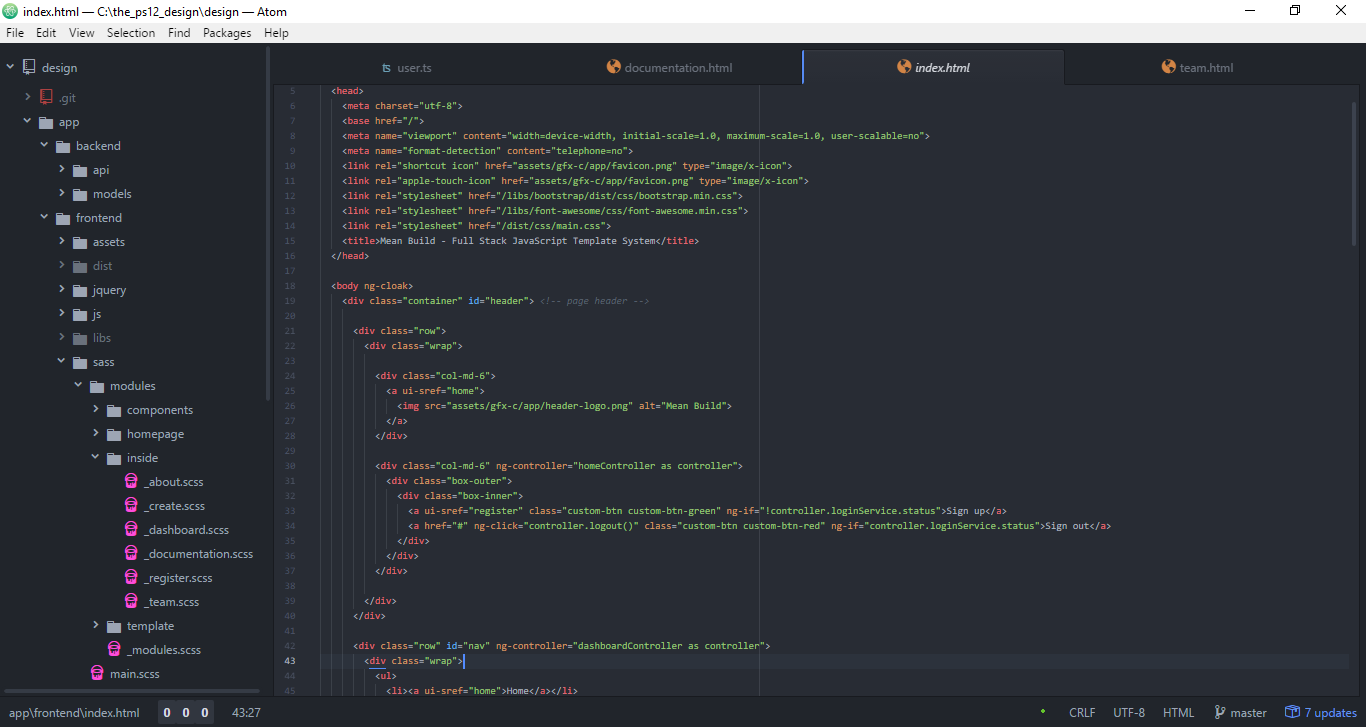 index.html — C:\the_ps12_design\design — Atom
File Edit View Selection Find Packages Help
design
.git
app
backend
api
models
frontend
assets
dist
jquery
js
libs
sass
modules
components
homepage
inside
_about.scss
_create.scss
_dashboard.scss
_documentation.scss
_register.scss
_team.scss
template
_modules.scss
main.scss
TS user.ts documentation.html index.html team.html
5 <head>
6 <meta charset="utf-8">
7 <base href="/">
8 <meta name="viewport" content="width=device-width, initial-scale=1.0, maximum-scale=1.0, user-scalable=no">
9 <meta name="format-detection" content="telephone=no">
10 <link rel="shortcut icon" href="assets/gfx-c/app/favicon.png" type="image/x-icon">
11 <link rel="apple-touch-icon" href="assets/gfx-c/app/favicon.png" type="image/x-icon">
12 <link rel="stylesheet" href="/libs/bootstrap/dist/css/bootstrap.min.css">
13 <link rel="stylesheet" href="/libs/font-awesome/css/font-awesome.min.css">
14 <link rel="stylesheet" href="/dist/css/main.css">
15 <title>Mean Build - Full Stack JavaScript Template System</title>
16 </head>
17
18 <body ng-cloak>
19 <div class="container" id="header"> <!-- page header -->
20
21 <div class="row">
22 <div class="wrap">
23
24 <div class="col-md-6">
25 <a ui-sref="home">
26 <img src="assets/gfx-c/app/header-logo.png" alt="Mean Build">
27 </a>
28 </div>
29
30 <div class="col-md-6" ng-controller="homeController as controller">
31 <div class="box-outer">
32 <div class="box-inner">
33 <a ui-sref="register" class="custom-btn custom-btn-green" ng-if="!controller.loginService.status">Sign up</a>
34 <a href="#" ng-click="controller.logout()" class="custom-btn custom-btn-red" ng-if="controller.loginService.status">Sign out</a>
35 </div>
36 </div>
37 </div>
38
39 </div>
40 </div>
41
42 <div class="row" id="nav" ng-controller="dashboardController as controller">
43 <div class="wrap">
44 <ul>
45 <li><a ui-sref="home">Home</a></li>
app\frontend\index.html 0 0 0 43:27 CRLF UTF-8 HTML master 7 updates